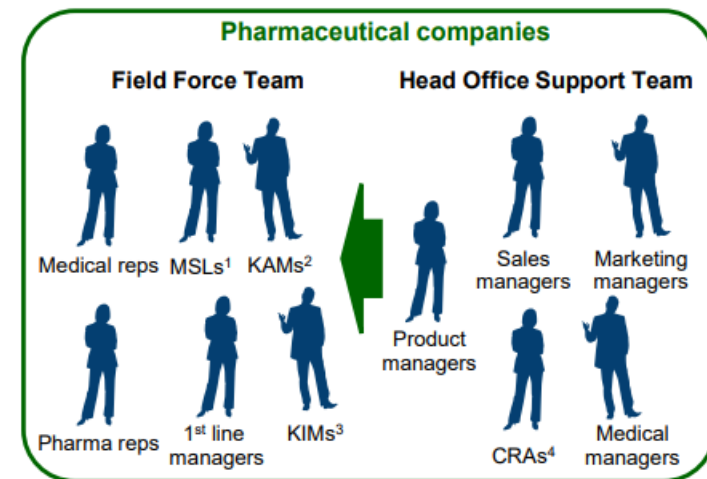 Pharmaceutical companies
Field Force Team
Head Office Support Team
Medical reps
MSLs¹
KAMs²
Pharma reps
1ˢᵗ line
managers
KIMs³
Product
managers
Sales
managers
Marketing
managers
CRAs⁴
Medical
managers